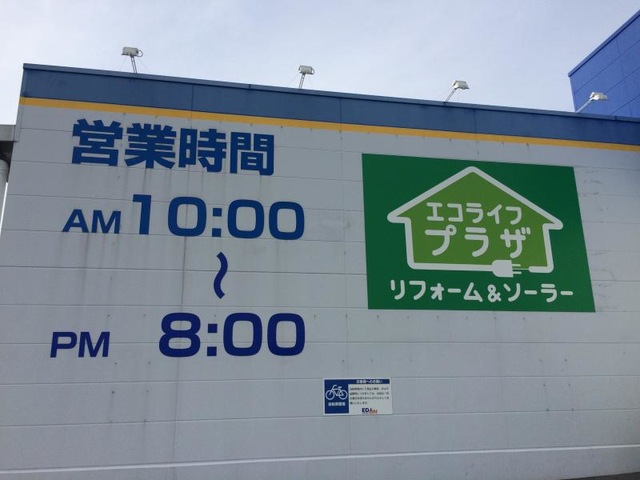 営業時間
AM 10:00
〜
PM 8:00
エコライフ
プラザ
リフォーム&ソーラー